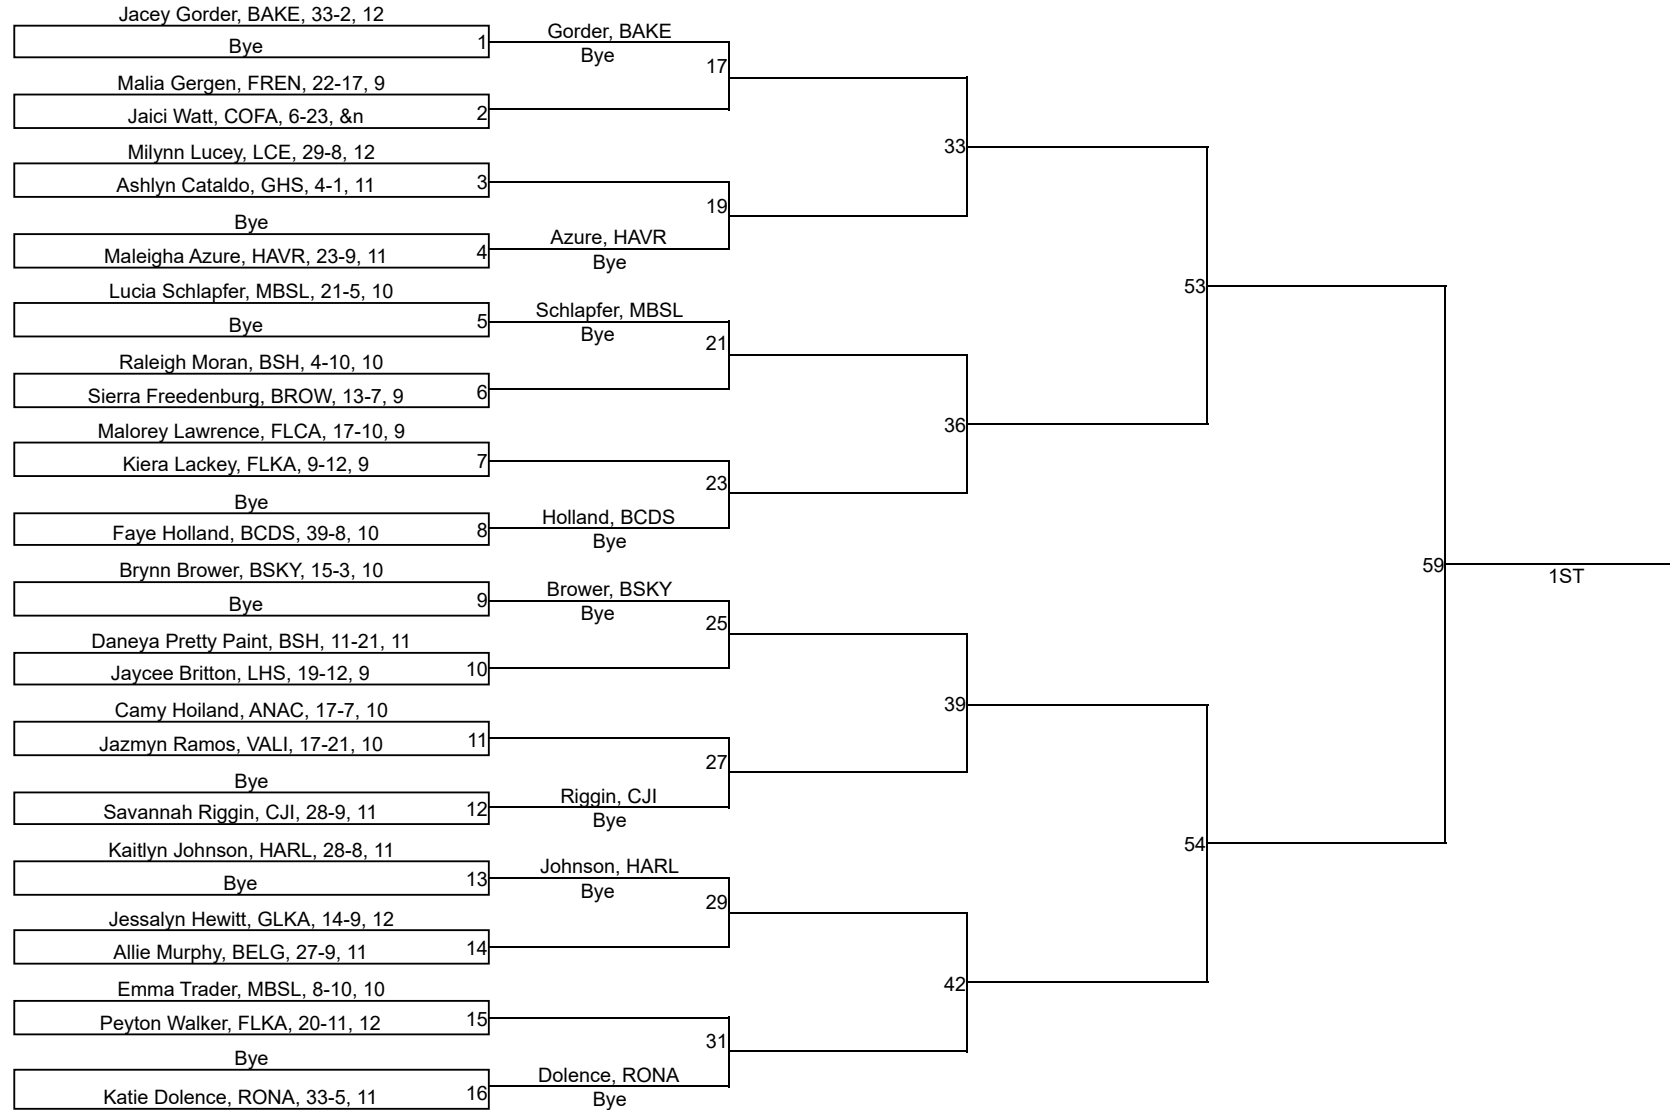 Jacey Gorder, BAKE, 33-2, 12
Bye
1
Gorder, BAKE
Bye
17
Malia Gergen, FREN, 22-17, 9
Jaici Watt, COFA, 6-23, &n
2
33
Milynn Lucey, LCE, 29-8, 12
Ashlyn Cataldo, GHS, 4-1, 11
3
19
Bye
Maleigha Azure, HAVR, 23-9, 11
4
Azure, HAVR
Bye
53
Lucia Schlapfer, MBSL, 21-5, 10
Bye
5
Schlapfer, MBSL
Bye
21
Raleigh Moran, BSH, 4-10, 10
Sierra Freedenburg, BROW, 13-7, 9
6
36
Malorey Lawrence, FLCA, 17-10, 9
Kiera Lackey, FLKA, 9-12, 9
7
23
Bye
Faye Holland, BCDS, 39-8, 10
8
Holland, BCDS
Bye
59
1ST
Brynn Brower, BSKY, 15-3, 10
Bye
9
Brower, BSKY
Bye
25
Daneya Pretty Paint, BSH, 11-21, 11
Jaycee Britton, LHS, 19-12, 9
10
39
Camy Hoiland, ANAC, 17-7, 10
Jazmyn Ramos, VALI, 17-21, 10
11
27
Bye
Savannah Riggin, CJI, 28-9, 11
12
Riggin, CJI
Bye
54
Kaitlyn Johnson, HARL, 28-8, 11
Bye
13
Johnson, HARL
Bye
29
Jessalyn Hewitt, GLKA, 14-9, 12
Allie Murphy, BELG, 27-9, 11
14
42
Emma Trader, MBSL, 8-10, 10
Peyton Walker, FLKA, 20-11, 12
15
31
Bye
Katie Dolence, RONA, 33-5, 11
16
Dolence, RONA
Bye